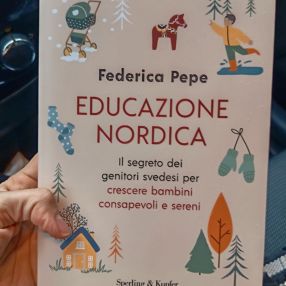 Federica Pepe
EDUCAZIONE
NORDICA
Il segreto dei
genitori svedesi per
crescere bambini
consapevoli e sereni
Sperling & Kupfer